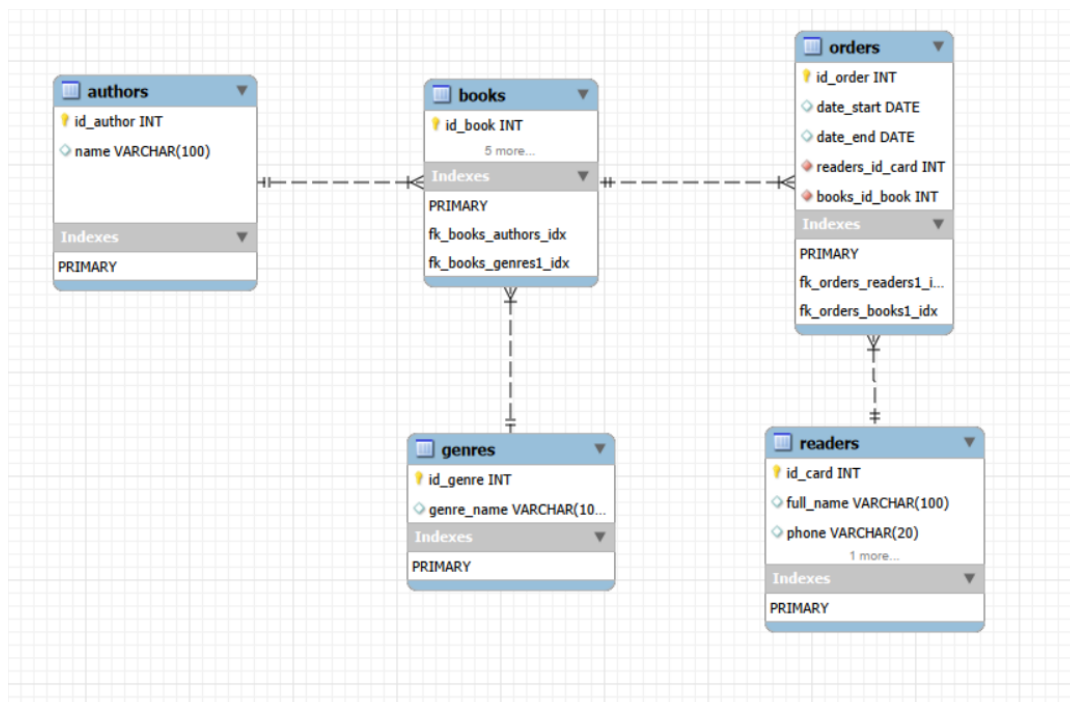 authors
id_author INT
name VARCHAR(100)
Indexes
PRIMARY
books
id_book INT
5 more...
Indexes
PRIMARY
fk_books_authors_idx
fk_books_genres1_idx
orders
id_order INT
date_start DATE
date_end DATE
readers_id_card INT
books_id_book INT
Indexes
PRIMARY
fk_orders_readers1_i...
fk_orders_books1_idx
genres
id_genre INT
genre_name VARCHAR(10...
Indexes
PRIMARY
readers
id_card INT
full_name VARCHAR(100)
phone VARCHAR(20)
1 more...
Indexes
PRIMARY